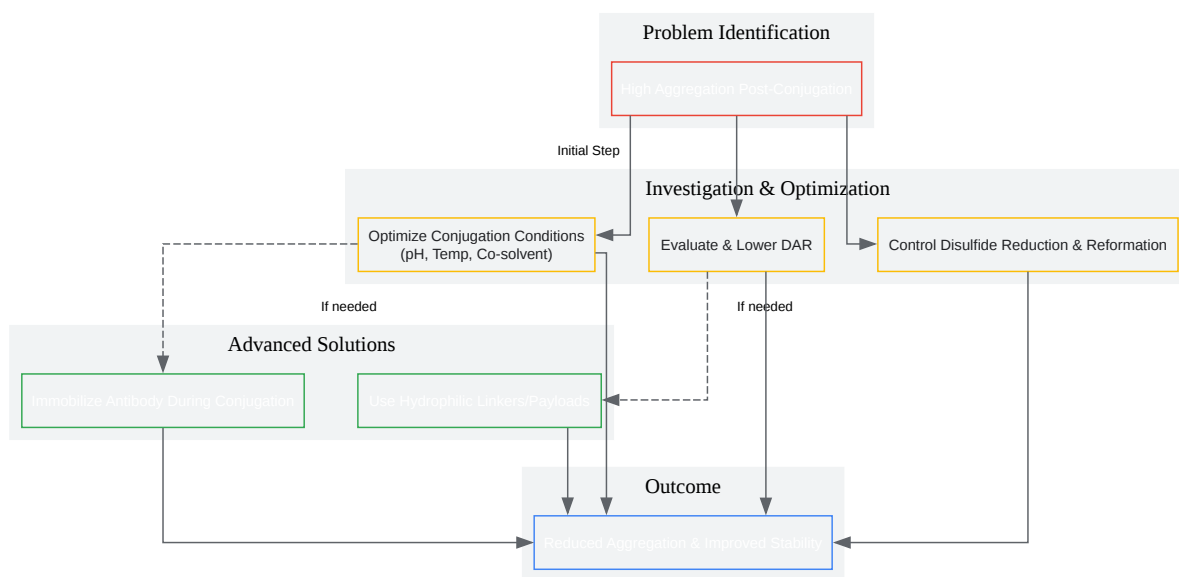 Problem Identification
High Aggregation Post-Conjugation
Initial Step
Investigation & Optimization
Optimize Conjugation Conditions
(pH, Temp, Co-solvent)
Evaluate & Lower DAR
Control Disulfide Reduction & Reformation
If needed
If needed
Advanced Solutions
Immobilize Antibody During Conjugation
Use Hydrophilic Linkers/Payloads
Outcome
Reduced Aggregation & Improved Stability